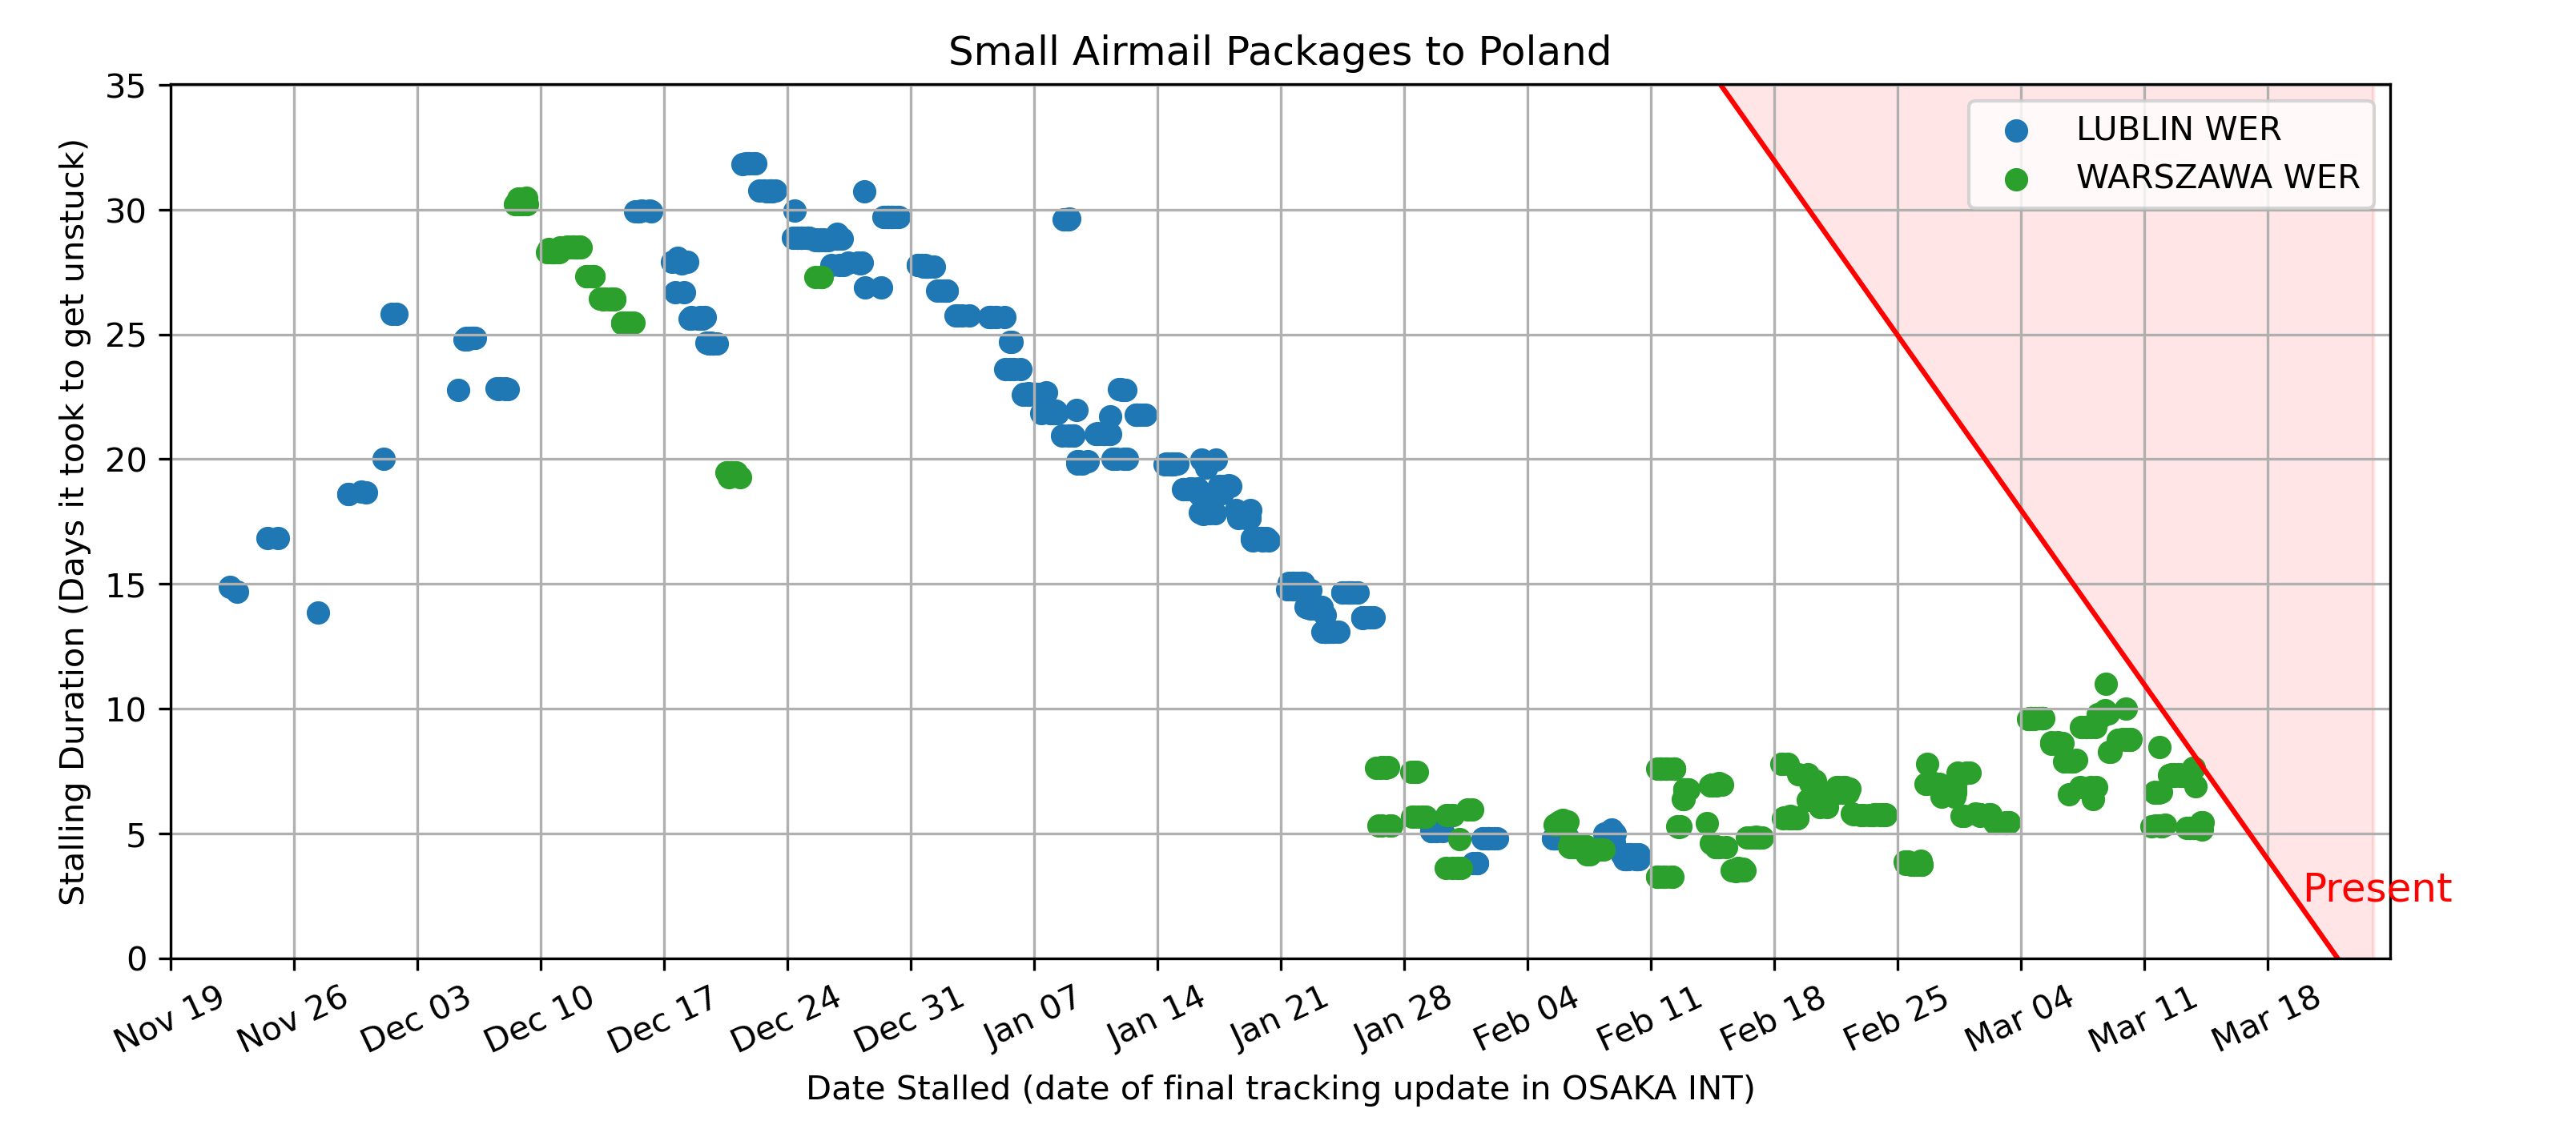 Small Airmail Packages to Poland
Stalling Duration (Days it took to get unstuck)
35
30
25
20
15
10
5
0
LUBLIN WER
WARSZAWA WER
Present
Nov 19
Nov 26
Dec 03
Dec 10
Dec 17
Dec 24
Dec 31
Jan 07
Jan 14
Jan 21
Jan 28
Feb 04
Feb 11
Feb 18
Feb 25
Mar 04
Mar 11
Mar 18
Date Stalled (date of final tracking update in OSAKA INT)